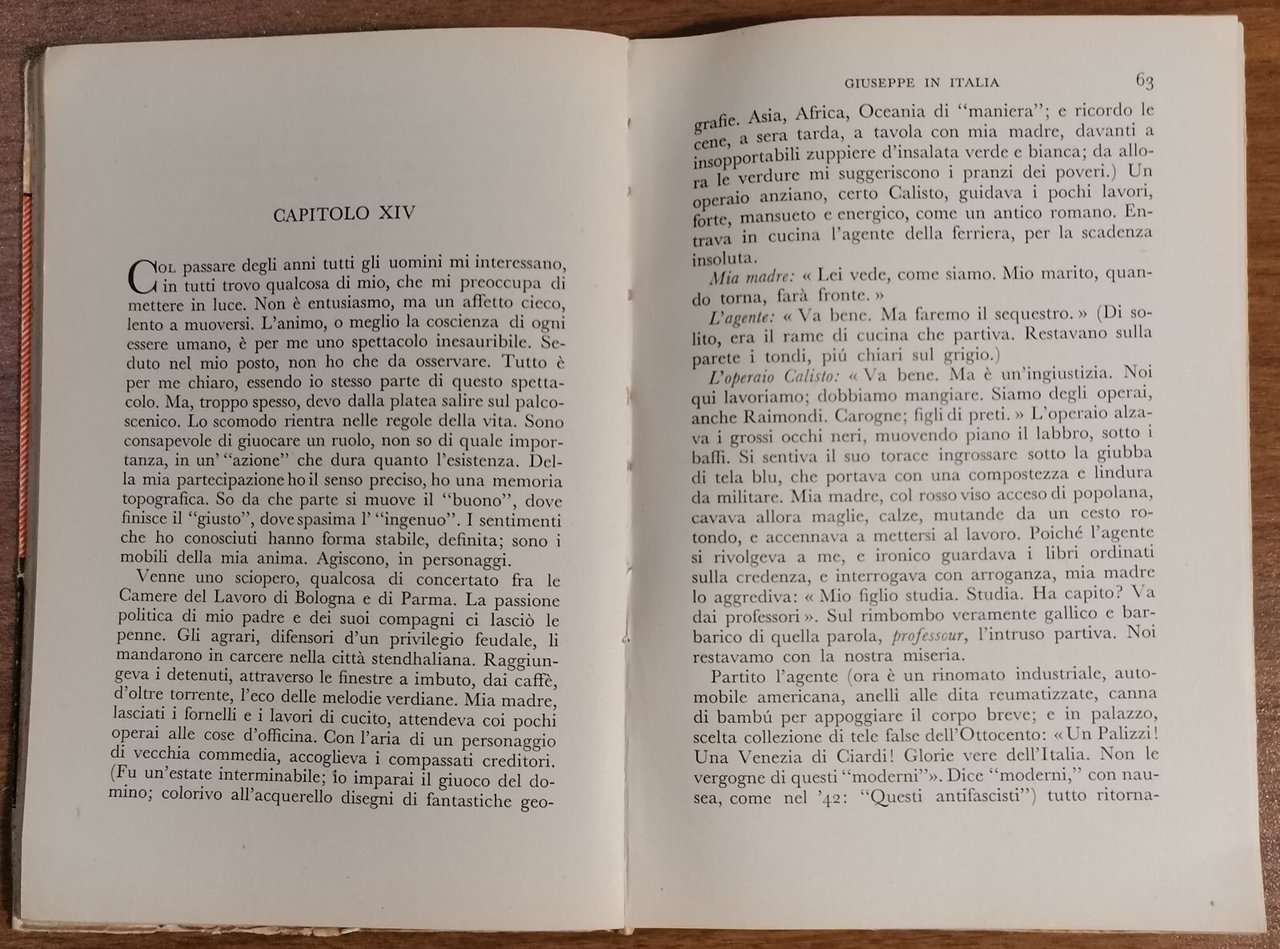 CAPITOLO XIV
COL passare degli anni tutti gli uomini mi interessano,
in tutti trovo qualcosa di mio, che mi preoccupa di
mettere in luce. Non è entusiasmo, ma un affetto cieco,
lento a muoversi. L'animo, o meglio la coscienza di ogni
essere umano, è per me uno spettacolo inesauribile. Se-
duto nel mio posto, non ho che da osservare. Tutto è
per me chiaro, essendo io stesso parte di questo spetta-
colo. Ma, troppo spesso, devo dalla platea salire sul palco-
scenico. Lo scomodo rientra nelle regole della vita. Sono
consapevole di giuocare un ruolo, non so di quale impor-
tanza, in un' "azione" che dura quanto l'esistenza. Del-
la mia partecipazione ho il senso preciso, ho una memoria
topografica. So da che parte si muove il "buono", dove
finisce il "giusto", dove spasima l' "ingenuo". I sentimenti
che ho conosciuti hanno forma stabile, definita; sono i
mobili della mia anima. Agiscono, in personaggi.
Venne uno sciopero, qualcosa di concertato fra le
Camere del Lavoro di Bologna e di Parma. La passione
politica di mio padre e dei suoi compagni ci lasciò le
penne. Gli agrari, difensori d'un privilegio feudale, li
mandarono in carcere nella città stendhaliana. Raggiun-
geva i detenuti, attraverso le finestre a imbuto, dai caffè,
d'oltre torrente, l'eco delle melodie verdiane. Mia madre,
lasciati i fornelli e i lavori di cucito, attendeva coi pochi
operai alle cose d'officina. Con l'aria di un personaggio
di vecchia commedia, accoglieva i compassati creditori.
(Fu un'estate interminabile; io imparai il giuoco del do-
mino; colorivo all'acquerello disegni di fantastiche geo-
GIUSEPPE IN ITALIA 63
grafie. Asia, Africa, Oceania di "maniera"; e ricordo le
cene, a sera tarda, a tavola con mia madre, davanti a
insopportabili zuppiere d'insalata verde e bianca; da allo-
ra le verdure mi suggeriscono i pranzi dei poveri.) Un
operaio anziano, certo Calisto, guidava i pochi lavori,
forte, mansueto e energico, come un antico romano. En-
trava in cucina l'agente della ferriera, per la scadenza
insoluta.
Mia madre: « Lei vede, come siamo. Mio marito, quan-
do torna, farà fronte. »
L'agente: « Va bene. Ma faremo il sequestro. » (Di so-
lito, era il rame di cucina che partiva. Restavano sulla
parete i tondi, piú chiari sul grigio.)
L'operaio Calisto: « Va bene. Ma è un'ingiustizia. Noi
qui lavoriamo; dobbiamo mangiare. Siamo degli operai,
anche Raimondi. Carogne; figli di preti. » L'operaio alza-
va i grossi occhi neri, muovendo piano il labbro, sotto i
baffi. Si sentiva il suo torace ingrossare sotto la giubba
di tela blu, che portava con una compostezza e lindura
da militare. Mia madre, col rosso viso acceso di popolana,
cavava allora maglie, calze, mutande da un cesto ro-
tondo, e accennava a mettersi al lavoro. Poiché l'agente
si rivolgeva a me, e ironico guardava i libri ordinati
sulla credenza, e interrogava con arroganza, mia madre
lo aggrediva: « Mio figlio studia. Studia. Ha capito? Va
dai professori ». Sul rimbombo veramente gallico e bar-
barico di quella parola, professour, l'intruso partiva. Noi
restavamo con la nostra miseria.
Partito l'agente (ora è un rinomato industriale, auto-
mobile americana, anelli alle dita reumatizzate, canna
di bambú per appoggiare il corpo breve; e in palazzo,
scelta collezione di tele false dell'Ottocento: « Un Palizzi!
Una Venezia di Ciardi! Glorie vere dell'Italia. Non le
vergogne di questi "moderni"». Dice "moderni," con nau-
sea, come nel '42: "Questi antifascisti") tutto ritorna-